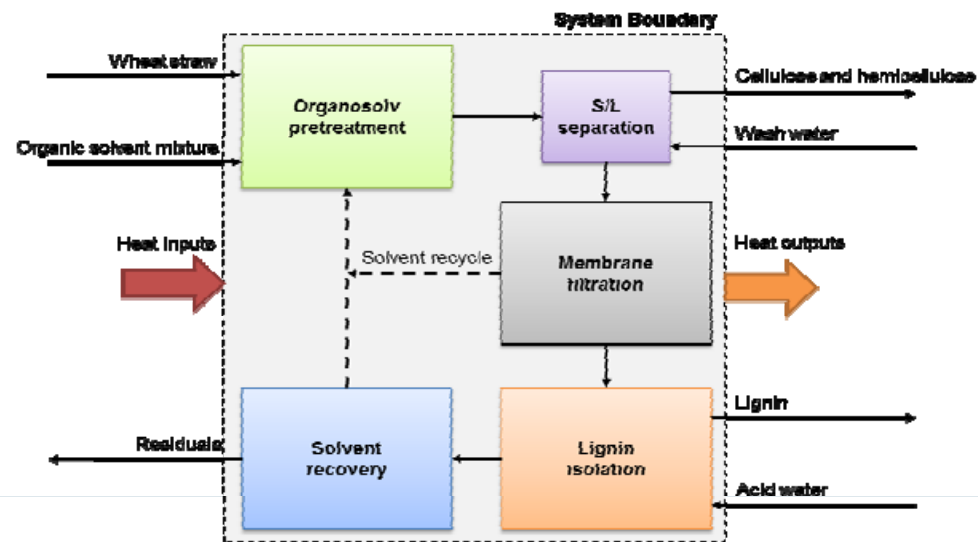 System Boundary
Wheat straw
Organosolv
pretreatment
S/L
separation
Cellulose and hemicellulose
Organic solvent mixture
Wash water
Heat inputs
Solvent recycle
Membrane
filtration
Heat outputs
Residuals
Solvent
recovery
Lignin
isolation
Lignin
Acid water